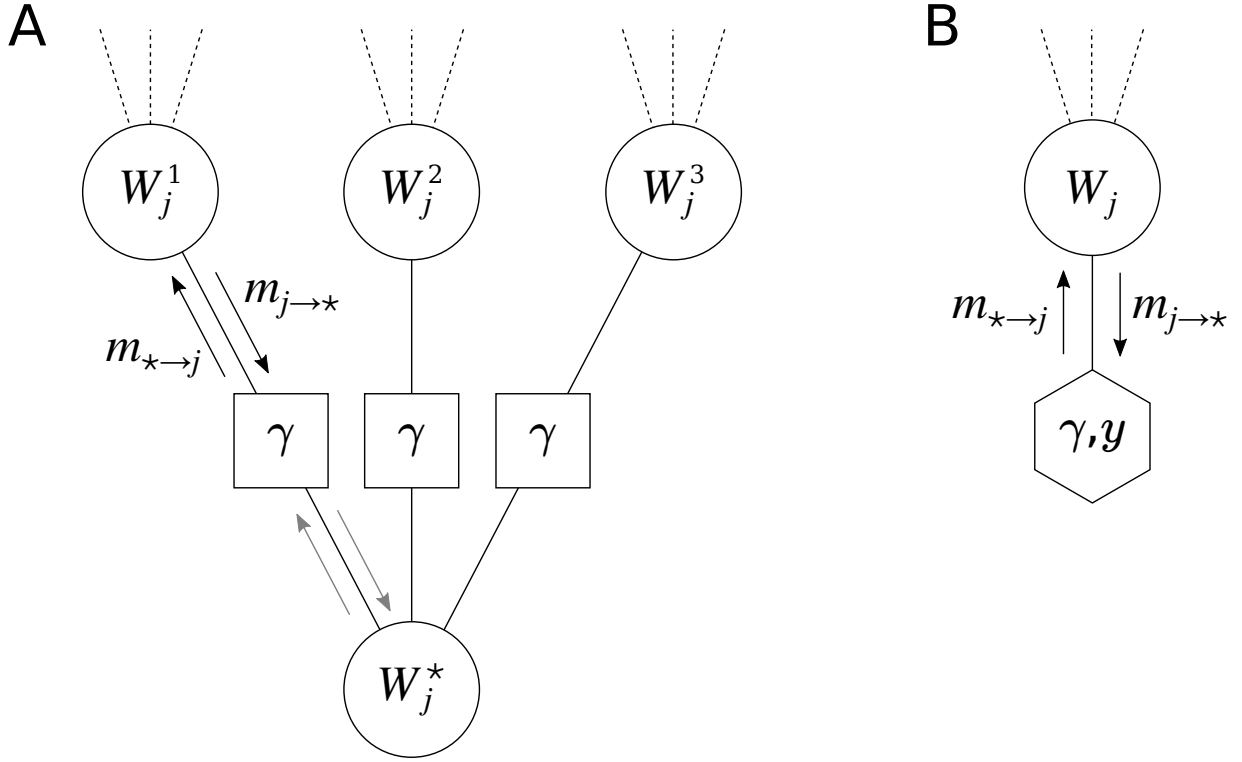 A
B
W_j^1
W_j^2
W_j^3
W_j
m_{j→⋆}
m_{⋆→j}
m_{⋆→j}
m_{j→⋆}
γ
γ
γ
γ,y
W_j^⋆